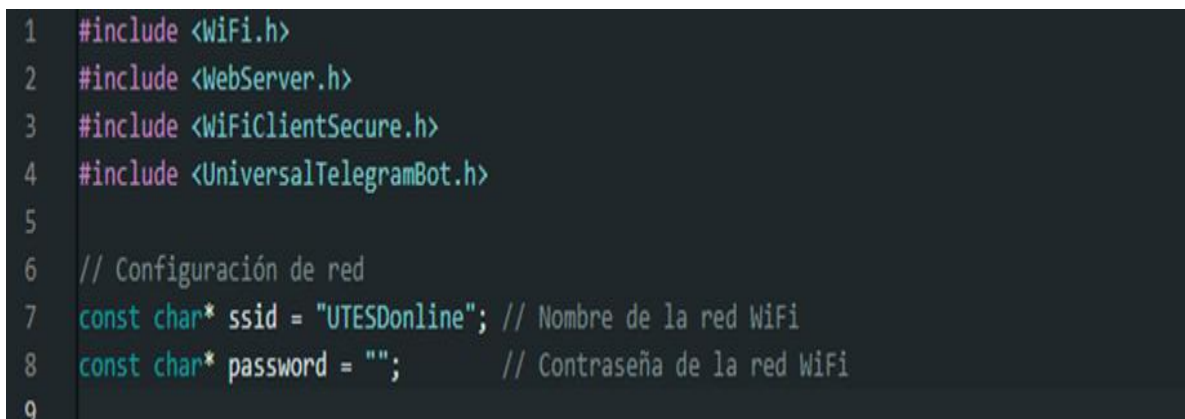 1 #include <WiFi.h>
2 #include <WebServer.h>
3 #include <WiFiClientSecure.h>
4 #include <UniversalTelegramBot.h>
5
6 // Configuración de red
7 const char* ssid = "UTESDonline"; // Nombre de la red WiFi
8 const char* password = ""; // Contraseña de la red WiFi
9